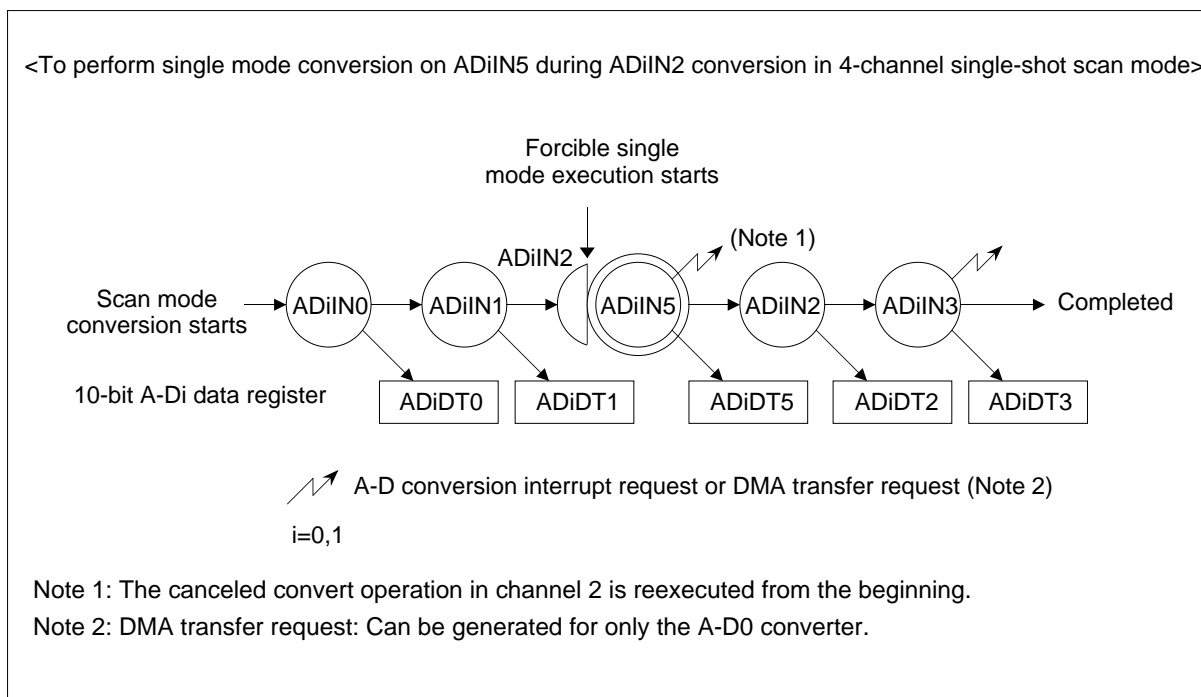 <To perform single mode conversion on ADiIN5 during ADiIN2 conversion in 4-channel single-shot scan mode>
Forcible single
mode execution starts
ADiIN2
(Note 1)
Scan mode
conversion starts
ADiIN0
ADiIN1
ADiIN5
ADiIN2
ADiIN3
Completed
10-bit A-Di data register
ADiDT0
ADiDT1
ADiDT5
ADiDT2
ADiDT3
A-D conversion interrupt request or DMA transfer request (Note 2)
i=0,1
Note 1: The canceled convert operation in channel 2 is reexecuted from the beginning.
Note 2: DMA transfer request: Can be generated for only the A-D0 converter.